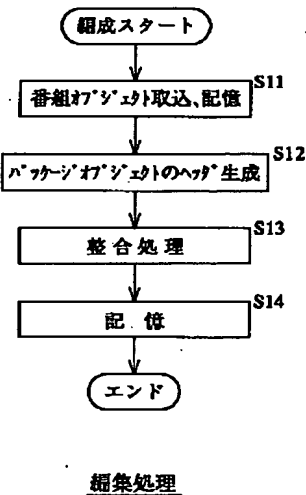 編成スタート
S11
番組ｵﾌﾞｼﾞｪｸﾄ取込、記憶
S12
ﾊﾟｯｹｰｼﾞｵﾌﾞｼﾞｪｸﾄのﾍｯﾀﾞ生成
S13
整合処理
S14
記憶
エンド
編集処理